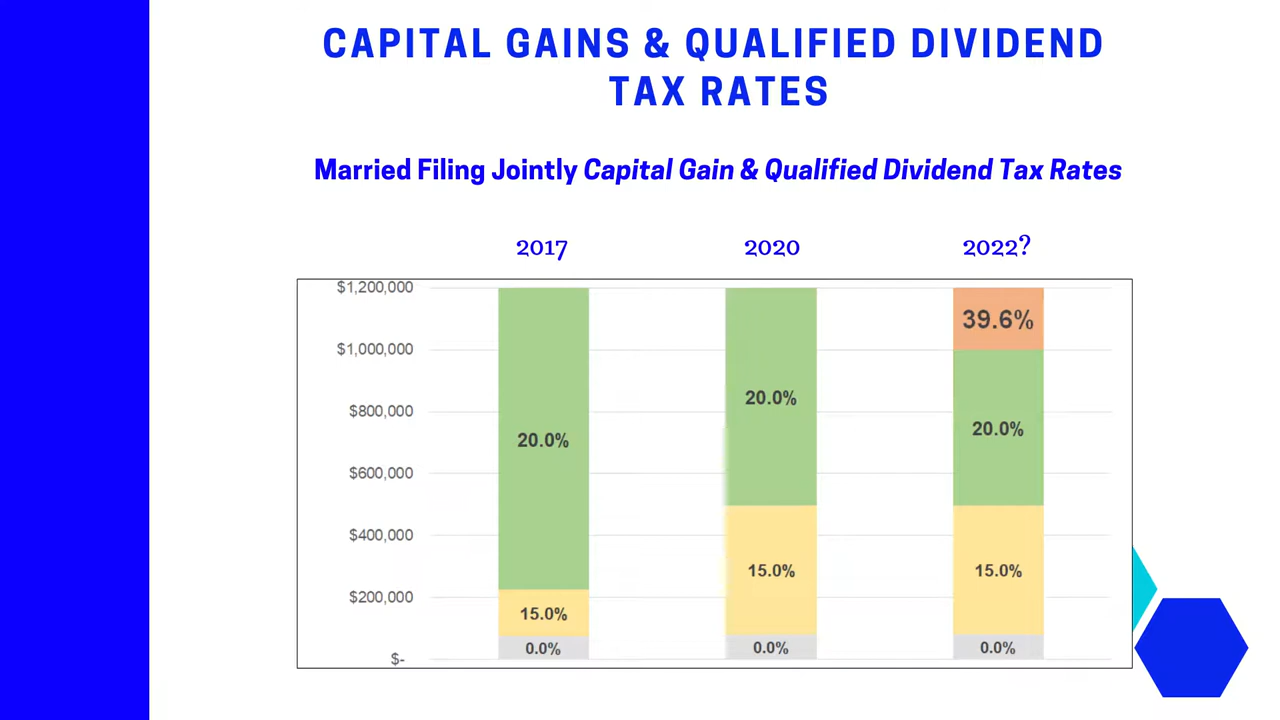 CAPITAL GAINS & QUALIFIED DIVIDEND
TAX RATES
Married Filing Jointly Capital Gain & Qualified Dividend Tax Rates
2017 2020 2022?
$1,200,000
39.6%
$1,000,000
20.0%
$800,000
20.0%
20.0%
$600,000
$400,000
15.0% 15.0%
$200,000
15.0%
0.0% 0.0% 0.0%
$-